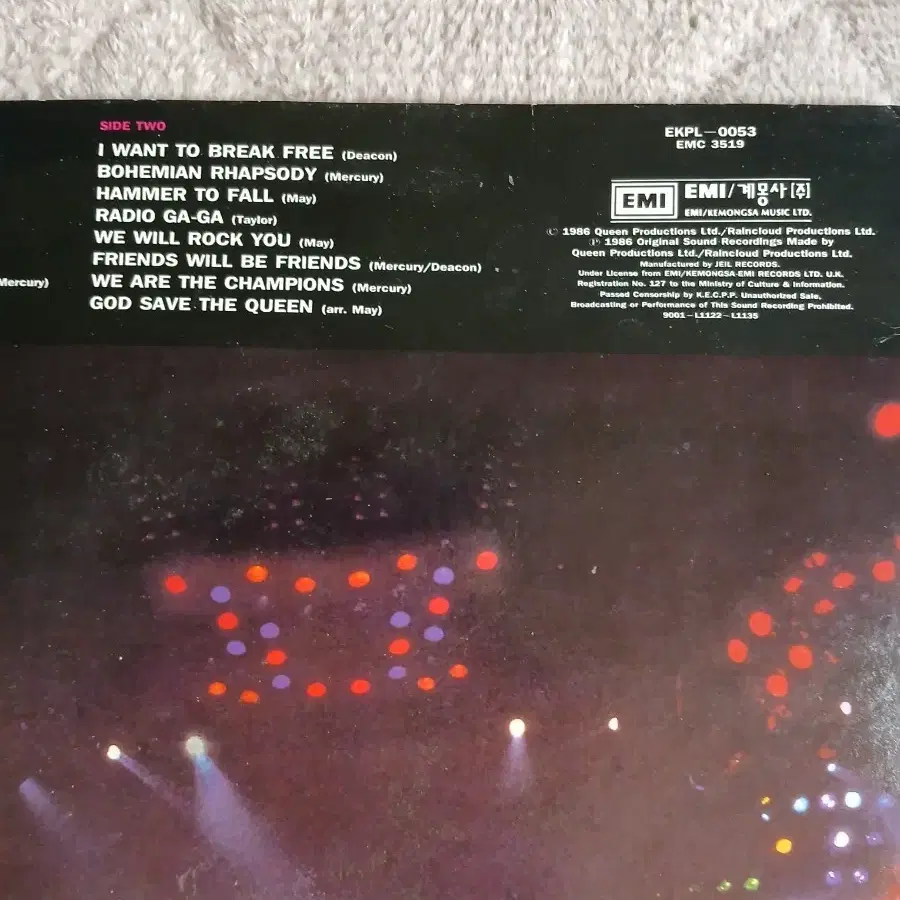 SIDE TWO
I WANT TO BREAK FREE (Deacon)
BOHEMIAN RHAPSODY (Mercury)
HAMMER TO FALL (May)
RADIO GA-GA (Taylor)
WE WILL ROCK YOU (May)
FRIENDS WILL BE FRIENDS (Mercury/Deacon)
Mercury) WE ARE THE CHAMPIONS (Mercury)
GOD SAVE THE QUEEN (arr. May)
EKPL—0053
EMC 3519
EMI EMI/계몽사[주]
EMI/KEMONGSA MUSIC LTD.
© 1986 Queen Productions Ltd./Raincloud Productions Ltd.
℗ 1986 Original Sound Recordings Made by
Queen Productions Ltd./Raincloud Productions Ltd.
Manufactured by JEIL RECORDS.
Under License from EMI/KEMONGSA-EMI RECORDS LTD. U.K.
Registration No. 127 to the Ministry of Culture & Information.
Passed Censorship by K.E.C.P.P. Unauthorized Sale,
Broadcasting or Performance of This Sound Recording Prohibited.
9001—L1122—L1135